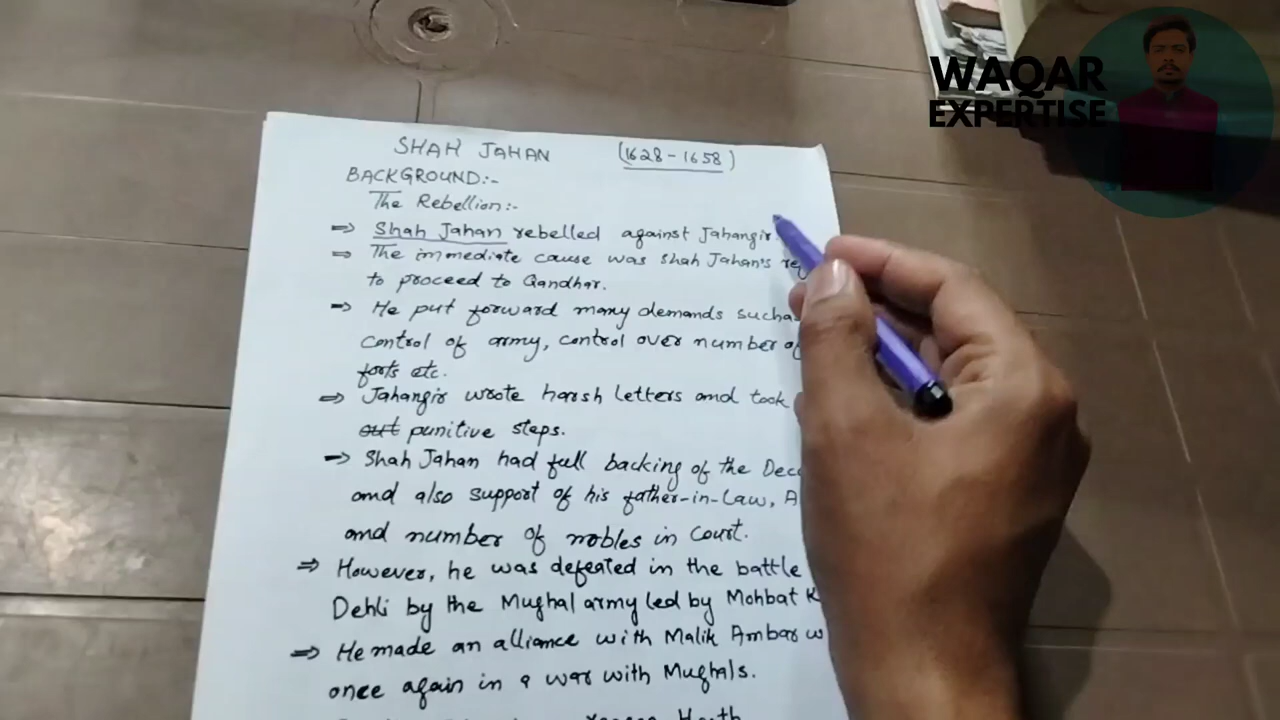 WAQAR
EXPERTISE
SHAH JAHAN (1628-1658)
BACKGROUND:-
The Rebellion:-
⇒ Shah Jahan rebelled against Jahangir.
⇒ The immediate cause was Shah Jahan's
to proceed to Qandhar.
⇒ He put forward many demands such
control of army, control over number
forts etc.
⇒ Jahangir wrote harsh letters and took
out punitive steps.
⇒ Shah Jahan had full backing of the
and also support of his father-in-law,
and number of nobles in court.
⇒ However, he was defeated in the battle
Dehli by the Mughal army led by Mohbat
⇒ He made an alliance with Malik Ambar
once again in a war with Mughals.